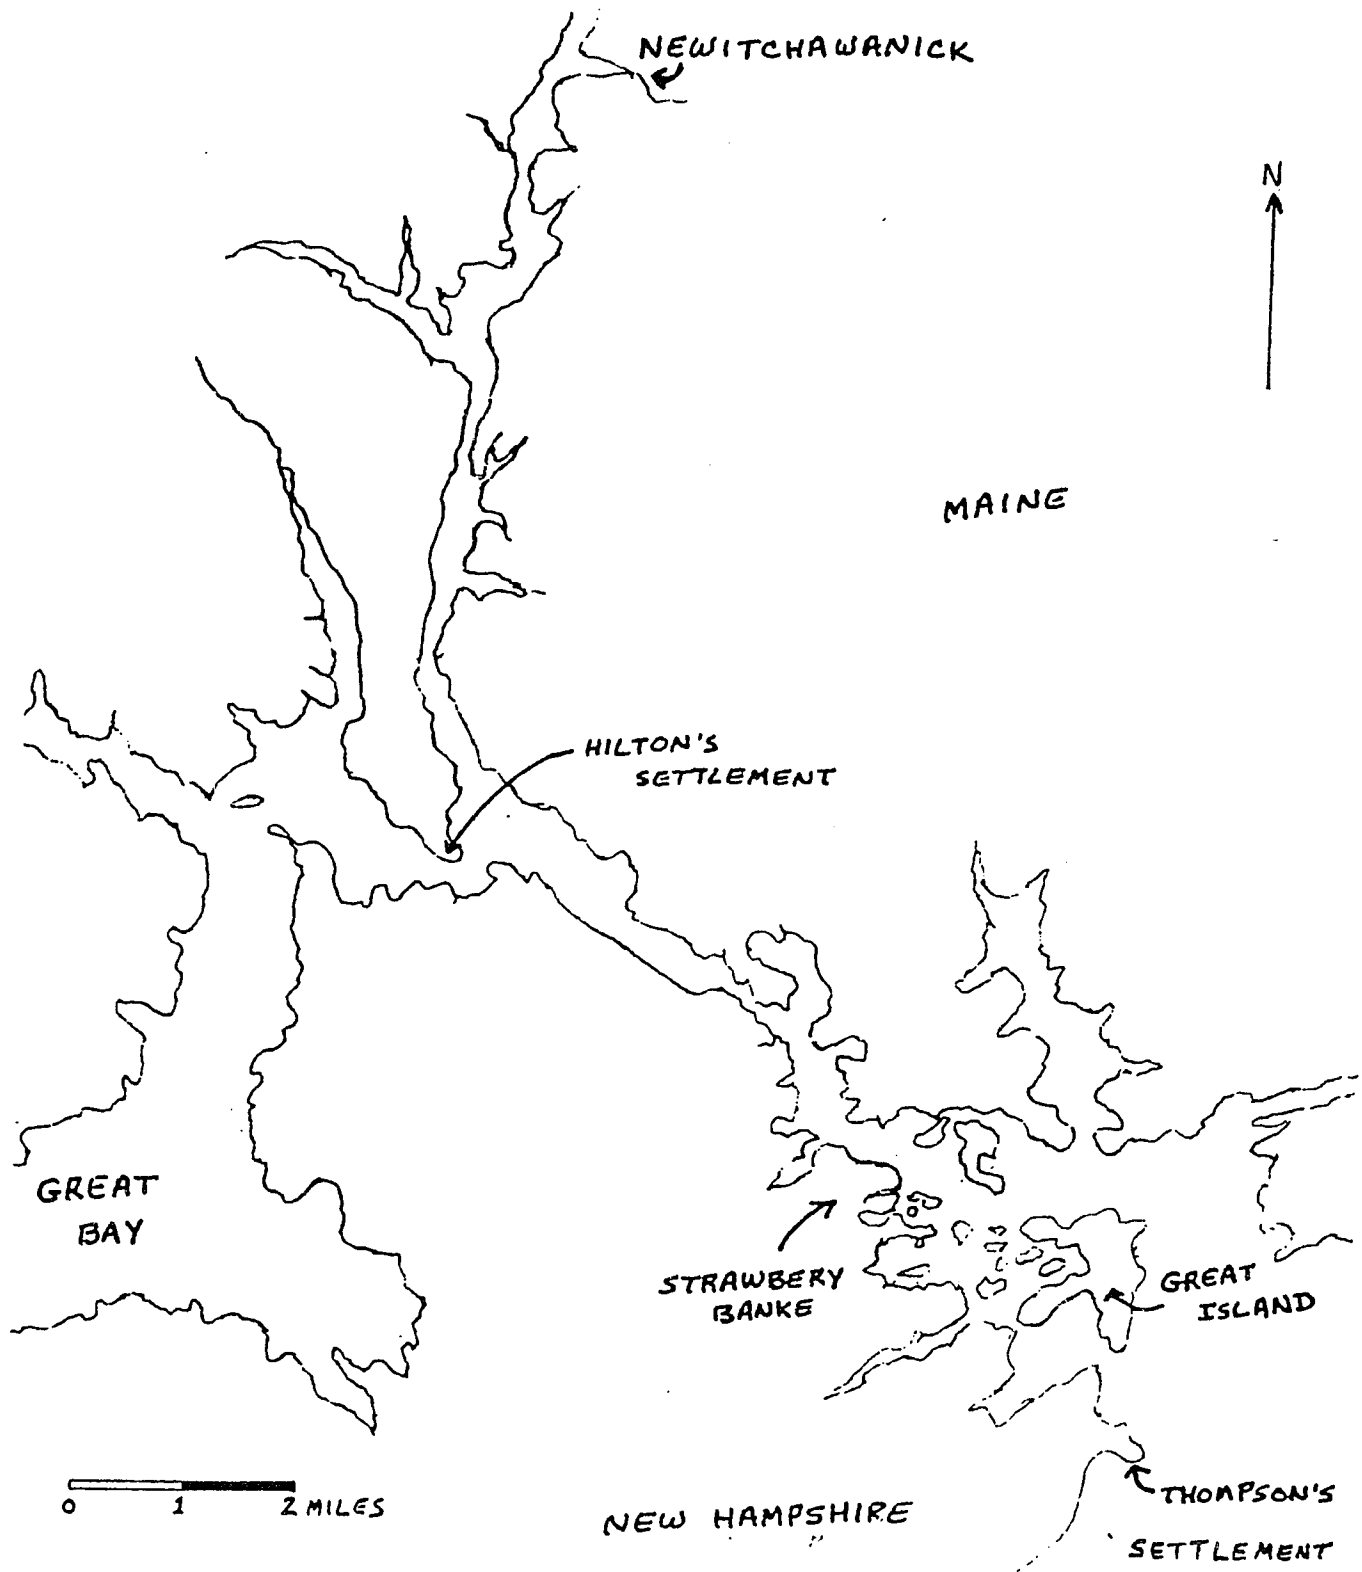 NEWITCHAWANICK
N
MAINE
HILTON'S
SETTLEMENT
GREAT
BAY
STRAWBERY
BANKE
GREAT
ISLAND
0 1 2 MILES
NEW HAMPSHIRE
THOMPSON'S
SETTLEMENT